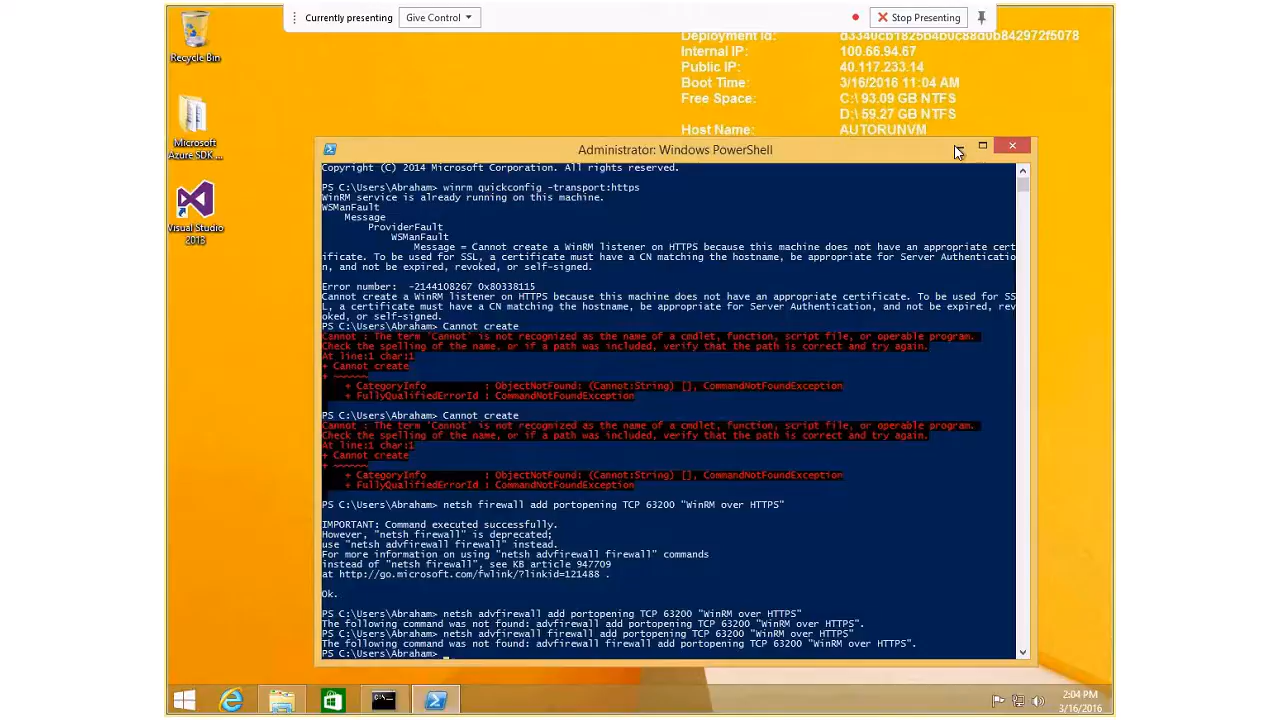 Currently presenting
Give Control
Stop Presenting
Recycle Bin
Microsoft
Azure SDK ...
Visual Studio
2013
Deployment Id: d3340cb1825b4b0c88d0b842972f5078
Internal IP: 100.66.94.67
Public IP: 40.117.233.14
Boot Time: 3/16/2016 11:04 AM
Free Space: C:\ 93.09 GB NTFS
D:\ 59.27 GB NTFS
Host Name: AUTORUNVM
Administrator: Windows PowerShell
Copyright (C) 2014 Microsoft Corporation. All rights reserved.
PS C:\Users\Abraham> winrm quickconfig -transport:https
WinRM service is already running on this machine.
WSManFault
Message
ProviderFault
WSManFault
Message = Cannot create a WinRM listener on HTTPS because this machine does not have an appropriate cert
ificate. To be used for SSL, a certificate must have a CN matching the hostname, be appropriate for Server Authenticatio
n, and not be expired, revoked, or self-signed.
Error number:  -2144108267 0x80338115
Cannot create a WinRM listener on HTTPS because this machine does not have an appropriate certificate. To be used for SS
L, a certificate must have a CN matching the hostname, be appropriate for Server Authentication, and not be expired, rev
oked, or self-signed.
PS C:\Users\Abraham> Cannot create
Cannot : The term 'Cannot' is not recognized as the name of a cmdlet, function, script file, or operable program.
Check the spelling of the name, or if a path was included, verify that the path is correct and try again.
At line:1 char:1
+ Cannot create
+ ~~~~~~
+ CategoryInfo          : ObjectNotFound: (Cannot:String) [], CommandNotFoundException
+ FullyQualifiedErrorId : CommandNotFoundException
PS C:\Users\Abraham> Cannot create
Cannot : The term 'Cannot' is not recognized as the name of a cmdlet, function, script file, or operable program.
Check the spelling of the name, or if a path was included, verify that the path is correct and try again.
At line:1 char:1
+ Cannot create
+ ~~~~~~
+ CategoryInfo          : ObjectNotFound: (Cannot:String) [], CommandNotFoundException
+ FullyQualifiedErrorId : CommandNotFoundException
PS C:\Users\Abraham> netsh firewall add portopening TCP 63200 "WinRM over HTTPS"
IMPORTANT: Command executed successfully.
However, "netsh firewall" is deprecated;
use "netsh advfirewall firewall" instead.
For more information on using "netsh advfirewall firewall" commands
instead of "netsh firewall", see KB article 947709
at http://go.microsoft.com/fwlink/?linkid=121488 .
Ok.
PS C:\Users\Abraham> netsh advfirewall add portopening TCP 63200 "WinRM over HTTPS"
The following command was not found: advfirewall add portopening TCP 63200 "WinRM over HTTPS".
PS C:\Users\Abraham> netsh advfirewall firewall add portopening TCP 63200 "WinRM over HTTPS"
The following command was not found: advfirewall firewall add portopening TCP 63200 "WinRM over HTTPS".
PS C:\Users\Abraham>
2:04 PM
3/16/2016